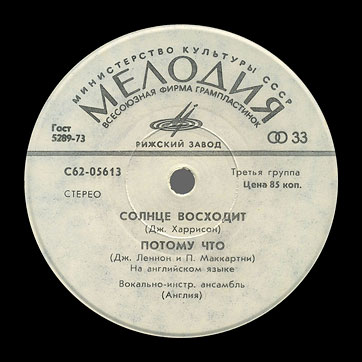 МИНИСТЕРСТВО КУЛЬТУРЫ СССР
МЕЛОДИЯ
ВСЕСОЮЗНАЯ ФИРМА ГРАМПЛАСТИНОК
Гост
5289-73
33
РИЖСКИЙ ЗАВОД
С62-05613
Третья группа
СТЕРЕО
Цена 85 коп.
СОЛНЦЕ ВОСХОДИТ
(Дж. Харрисон)
ПОТОМУ ЧТО
(Дж. Леннон и П. Маккартни)
На английском языке
Вокально-инстр. ансамбль
(Англия)